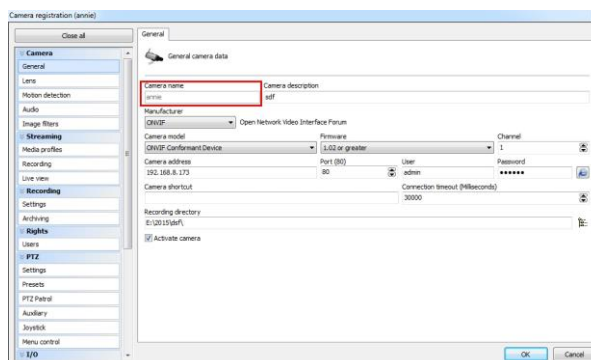 Camera registration (annie)
Close all
Camera
General
Lens
Motion detection
Audio
Image filters
Streaming
Media profiles
Recording
Live view
Recording
Settings
Archiving
Rights
Users
PTZ
Settings
Presets
PTZ Patrol
Auxiliary
Joystick
Menu control
I/O
General
General camera data
Camera name Camera description
annie sdf
Manufacturer
ONVIF Open Network Video Interface Forum
Camera model Firmware Channel
ONVIF Conformant Device 1.02 or greater 1
Camera address Port (80) User Password
192.168.8.173 80 admin ●●●●●●
Camera shortcut Connection timeout (Milliseconds)
30000
Recording directory
E:\2015\dsf\
Activate camera
OK Cancel